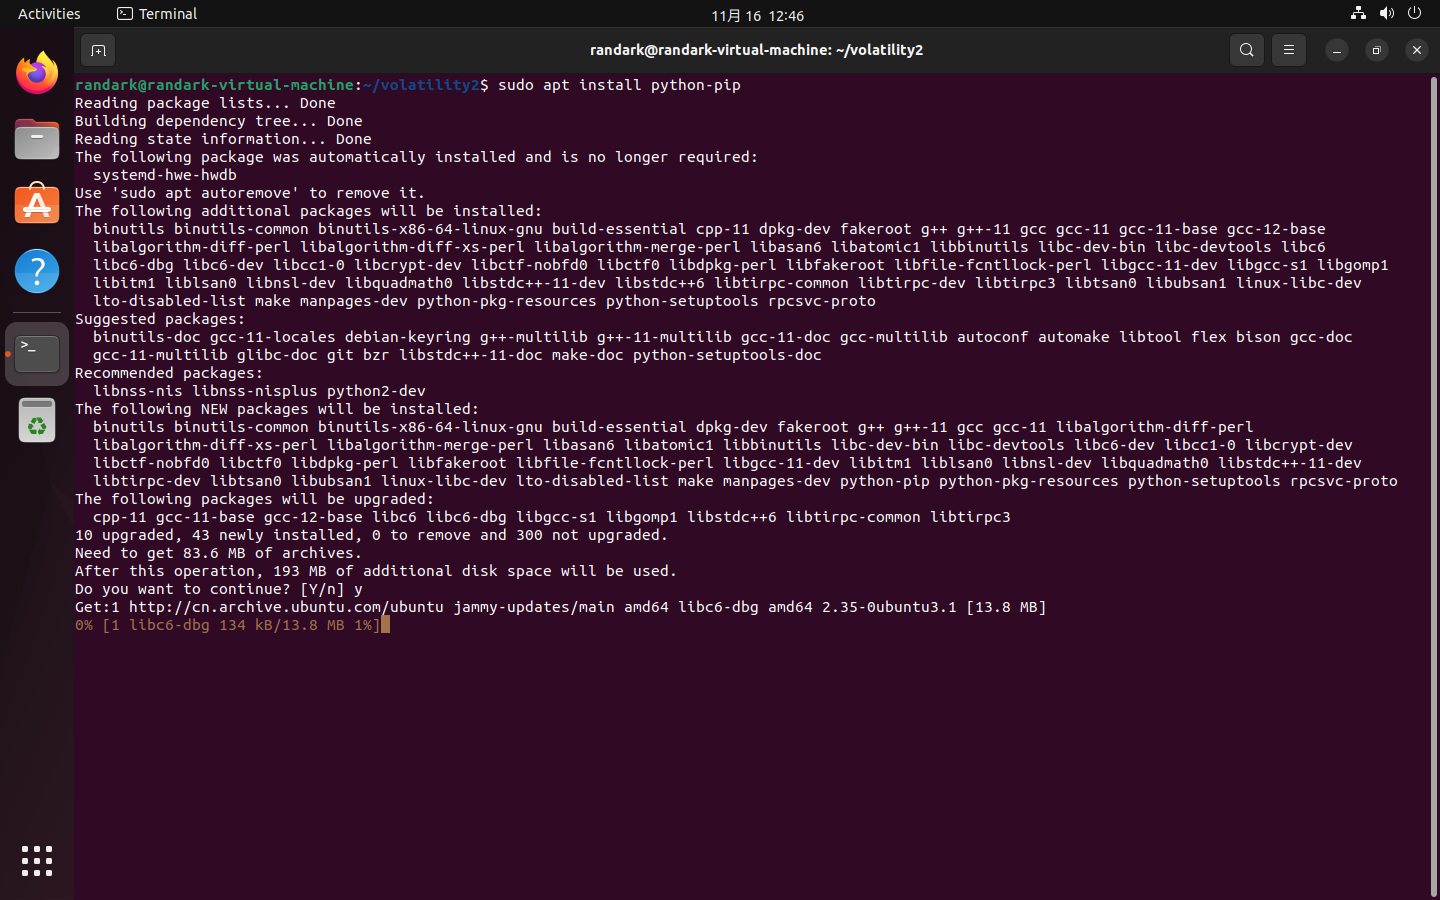 Activities
Terminal
11月 16 12:46
randark@randark-virtual-machine: ~/volatility2
randark@randark-virtual-machine:~/volatility2$ sudo apt install python-pip
Reading package lists... Done
Building dependency tree... Done
Reading state information... Done
The following package was automatically installed and is no longer required:
  systemd-hwe-hwdb
Use 'sudo apt autoremove' to remove it.
The following additional packages will be installed:
  binutils binutils-common binutils-x86-64-linux-gnu build-essential cpp-11 dpkg-dev fakeroot g++ g++-11 gcc gcc-11 gcc-11-base gcc-12-base
  libalgorithm-diff-perl libalgorithm-diff-xs-perl libalgorithm-merge-perl libasan6 libatomic1 libbinutils libc-dev-bin libc-devtools libc6
  libc6-dbg libc6-dev libcc1-0 libcrypt-dev libctf-nobfd0 libctf0 libdpkg-perl libfakeroot libfile-fcntllock-perl libgcc-11-dev libgcc-s1 libgomp1
  libitm1 liblsan0 libnsl-dev libquadmath0 libstdc++-11-dev libstdc++6 libtirpc-common libtirpc-dev libtirpc3 libtsan0 libubsan1 linux-libc-dev
  lto-disabled-list make manpages-dev python-pkg-resources python-setuptools rpcsvc-proto
Suggested packages:
  binutils-doc gcc-11-locales debian-keyring g++-multilib g++-11-multilib gcc-11-doc gcc-multilib autoconf automake libtool flex bison gcc-doc
  gcc-11-multilib glibc-doc git bzr libstdc++-11-doc make-doc python-setuptools-doc
Recommended packages:
  libnss-nis libnss-nisplus python2-dev
The following NEW packages will be installed:
  binutils binutils-common binutils-x86-64-linux-gnu build-essential dpkg-dev fakeroot g++ g++-11 gcc gcc-11 libalgorithm-diff-perl
  libalgorithm-diff-xs-perl libalgorithm-merge-perl libasan6 libatomic1 libbinutils libc-dev-bin libc-devtools libc6-dev libcc1-0 libcrypt-dev
  libctf-nobfd0 libctf0 libdpkg-perl libfakeroot libfile-fcntllock-perl libgcc-11-dev libitm1 liblsan0 libnsl-dev libquadmath0 libstdc++-11-dev
  libtirpc-dev libtsan0 libubsan1 linux-libc-dev lto-disabled-list make manpages-dev python-pip python-pkg-resources python-setuptools rpcsvc-proto
The following packages will be upgraded:
  cpp-11 gcc-11-base gcc-12-base libc6 libc6-dbg libgcc-s1 libgomp1 libstdc++6 libtirpc-common libtirpc3
10 upgraded, 43 newly installed, 0 to remove and 300 not upgraded.
Need to get 83.6 MB of archives.
After this operation, 193 MB of additional disk space will be used.
Do you want to continue? [Y/n] y
Get:1 http://cn.archive.ubuntu.com/ubuntu jammy-updates/main amd64 libc6-dbg amd64 2.35-0ubuntu3.1 [13.8 MB]
0% [1 libc6-dbg 134 kB/13.8 MB 1%]